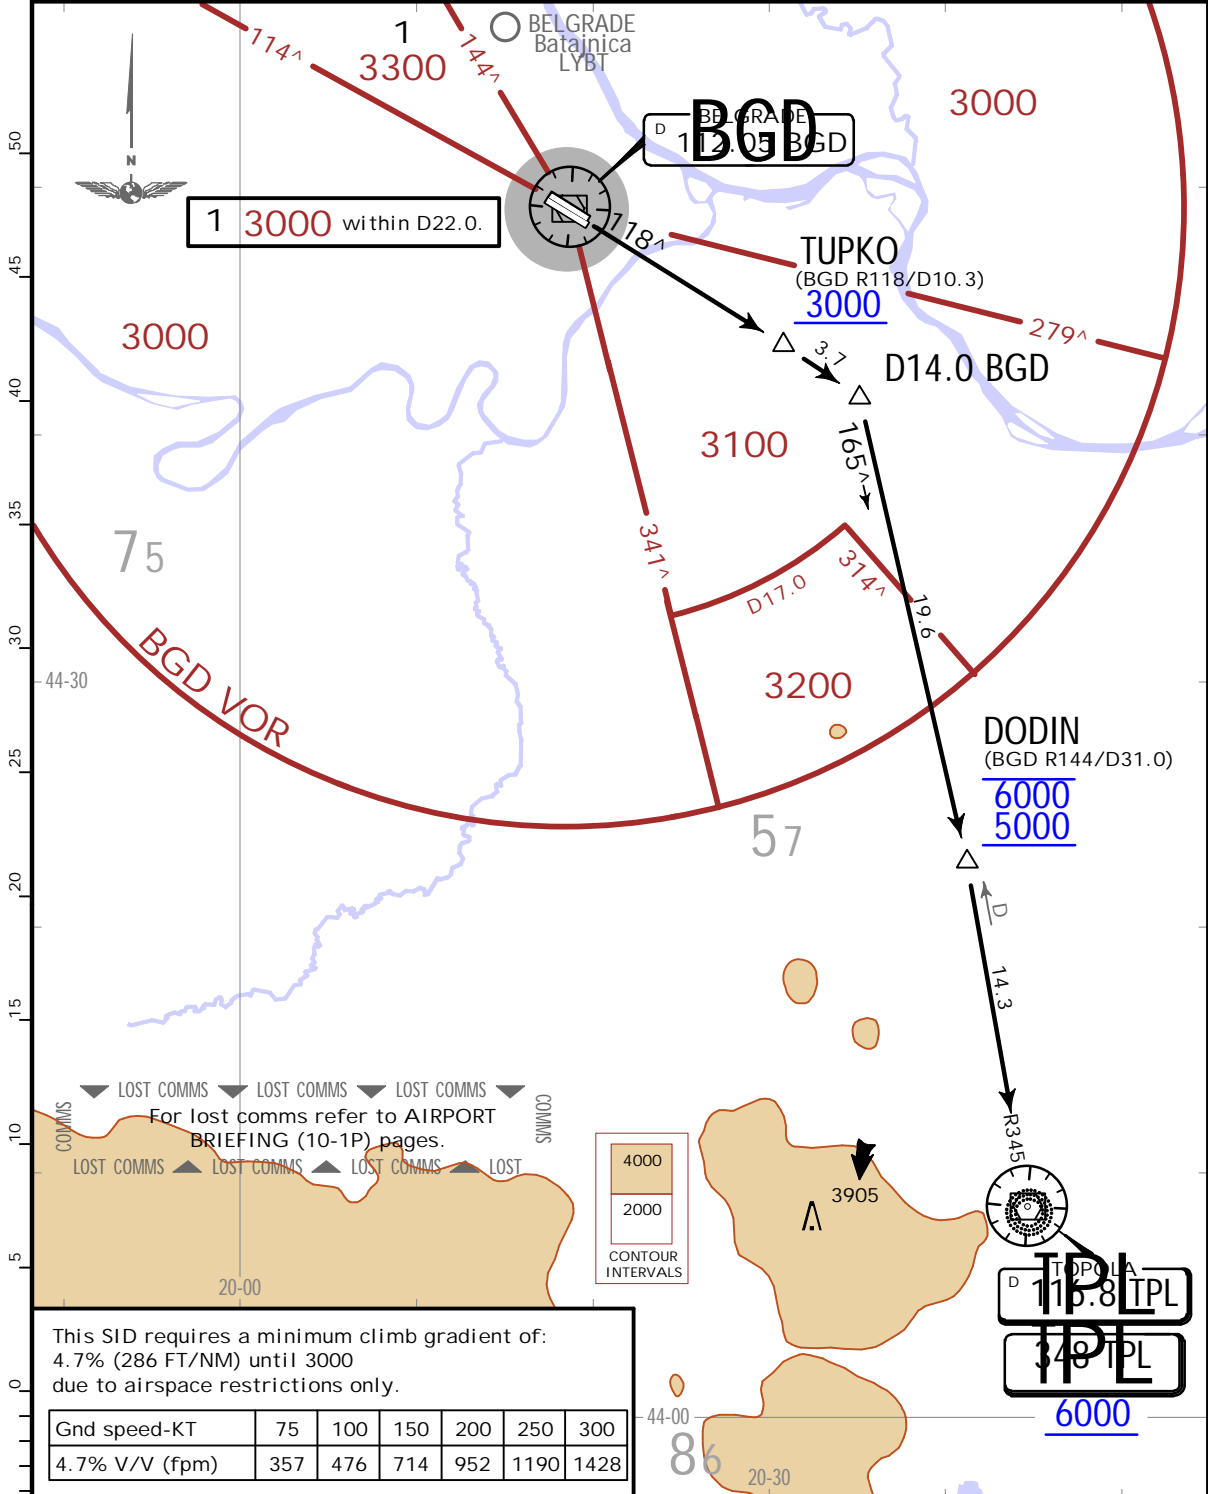 114^
1
3300
144^
BELGRADE
Batajnica
LYBT
3000
BELGRADE
D 112.05 BGD
BGD
N
1 3000 within D22.0.
118^
TUPKO
(BGD R118/D10.3)
3000
279^
3000
3.7
D14.0 BGD
3100
165^
341^
D17.0
314^
19.6
75
BGD VOR
44-30
3200
DODIN
(BGD R144/D31.0)
6000
5000
57
D
14.3
LOST COMMS LOST COMMS LOST COMMS
COMMS
For lost comms refer to AIRPORT
BRIEFING (10-1P) pages.
COMMS
LOST COMMS LOST COMMS LOST COMMS LOST
R345
4000
2000
CONTOUR
INTERVALS
3905
TOPOLA
D 116.8 TPL
TPL
348 TPL
TPL
6000
20-00
This SID requires a minimum climb gradient of:
4.7% (286 FT/NM) until 3000
due to airspace restrictions only.
Gnd speed-KT 75 100 150 200 250 300
4.7% V/V (fpm) 357 476 714 952 1190 1428
44-00
86
20-30
50
45
40
35
30
25
20
15
10
5
0